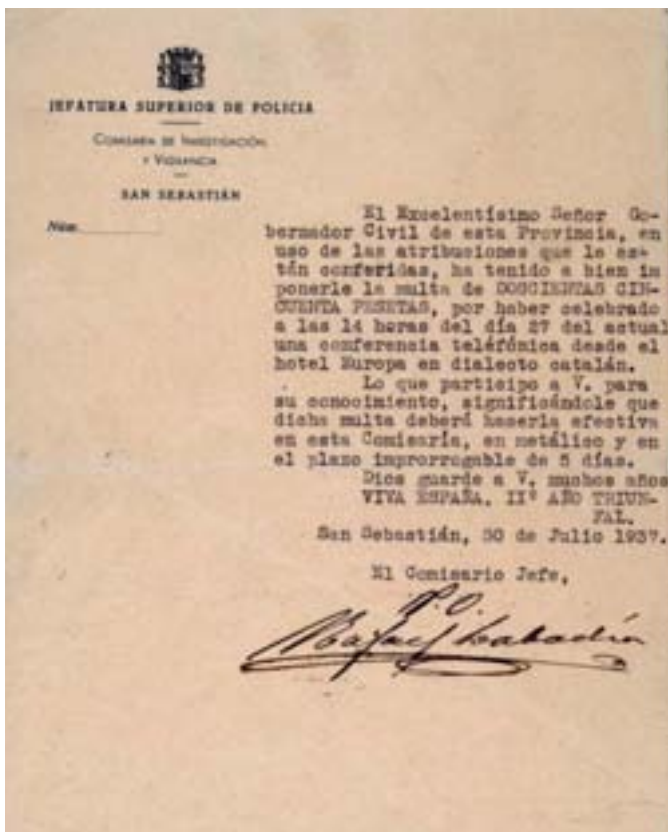 JEFATURA SUPERIOR DE POLICIA
COMISARÍA DE INVESTIGACIÓN
Y VIGILANCIA
SAN SEBASTIÁN
Núm.
El Excelentísimo Señor Go-
bernador Civil de esta Provincia, en
uso de las atribuciones que le es-
tán conferidas, ha tenido a bien im
ponerle la multa de DOSCIENTAS CIN-
CUENTA PESETAS, por haber celebrado
a las 14 horas del día 27 del actual
una conferencia teléfónica desde el
hotel Europa en dialecto catalán.
Lo que participo a V. para
su conocimiento, significándole que
dicha multa deberá hacerla efectiva
en esta Comisaría, en metálico y en
el plazo improrrogable de 5 días.
Dios guarde a V. muchos años
VIVA ESPAÑA. IIº AÑO TRIUN-
FAL.
San Sebastián, 30 de Julio 1937.
El Comisario Jefe,
P.O.
Rafael